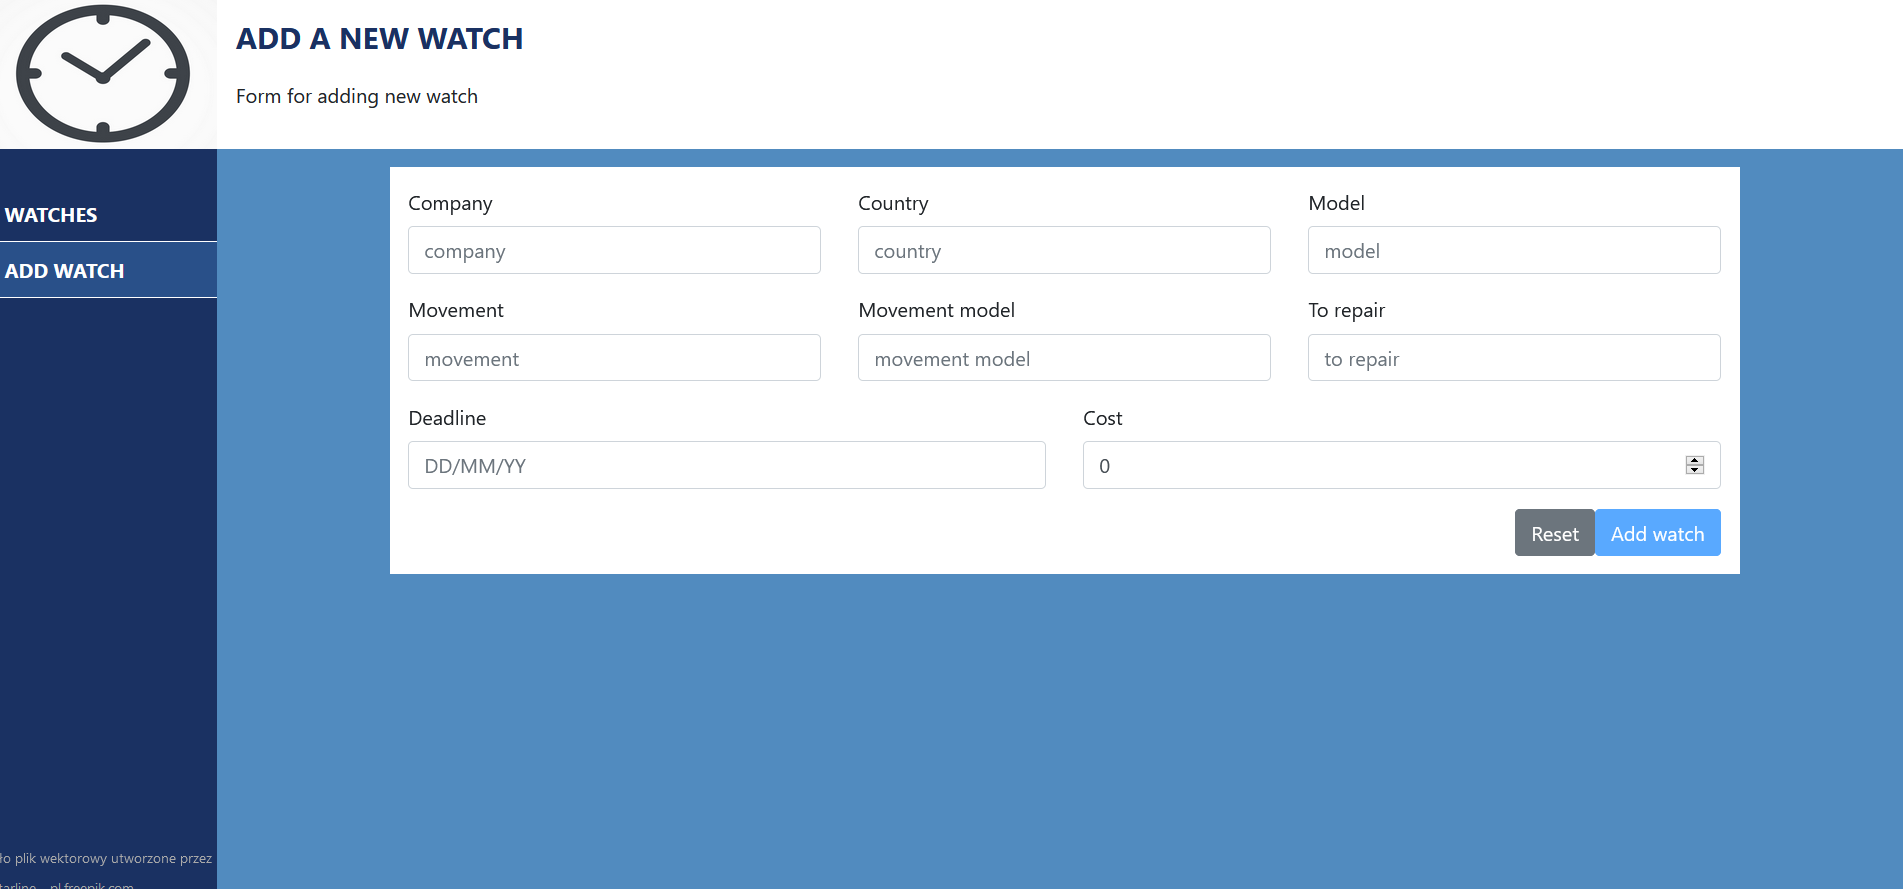 ADD A NEW WATCH
Form for adding new watch
WATCHES
ADD WATCH
Company
Country
Model
company
country
model
Movement
Movement model
To repair
movement
movement model
to repair
Deadline
Cost
DD/MM/YY
0
Reset
Add watch
plik wektorowy utworzone przez
pl.freepik.com